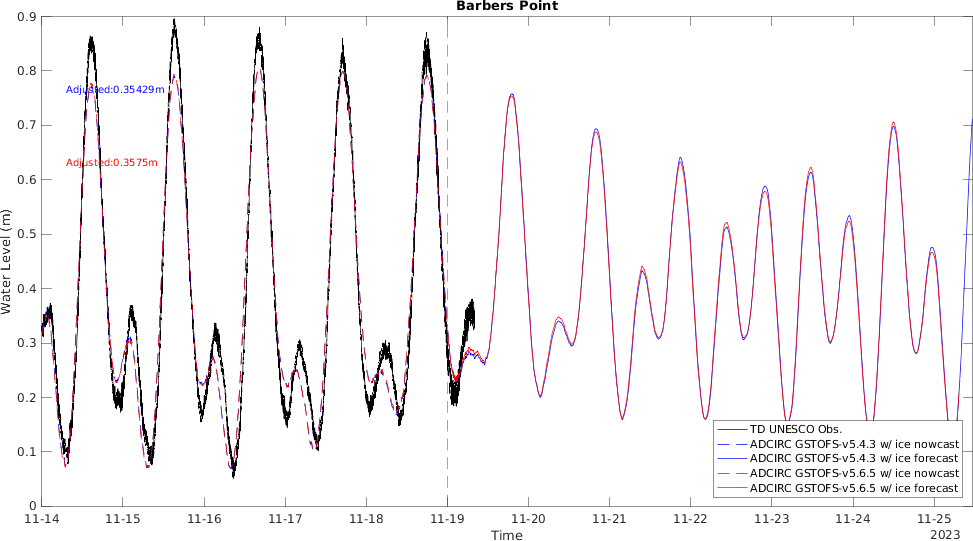 Barbers Point
0.9
0.8
0.7
0.6
0.5
0.4
0.3
0.2
0.1
0
Water Level (m)
Adjusted:0.35429m
Adjusted:0.3575m
TD UNESCO Obs.
ADCIRC GSTOFS-v5.4.3 w/ ice nowcast
ADCIRC GSTOFS-v5.4.3 w/ ice forecast
ADCIRC GSTOFS-v5.6.5 w/ ice nowcast
ADCIRC GSTOFS-v5.6.5 w/ ice forecast
11-14 11-15 11-16 11-17 11-18 11-19 11-20 11-21 11-22 11-23 11-24 11-25
Time
2023